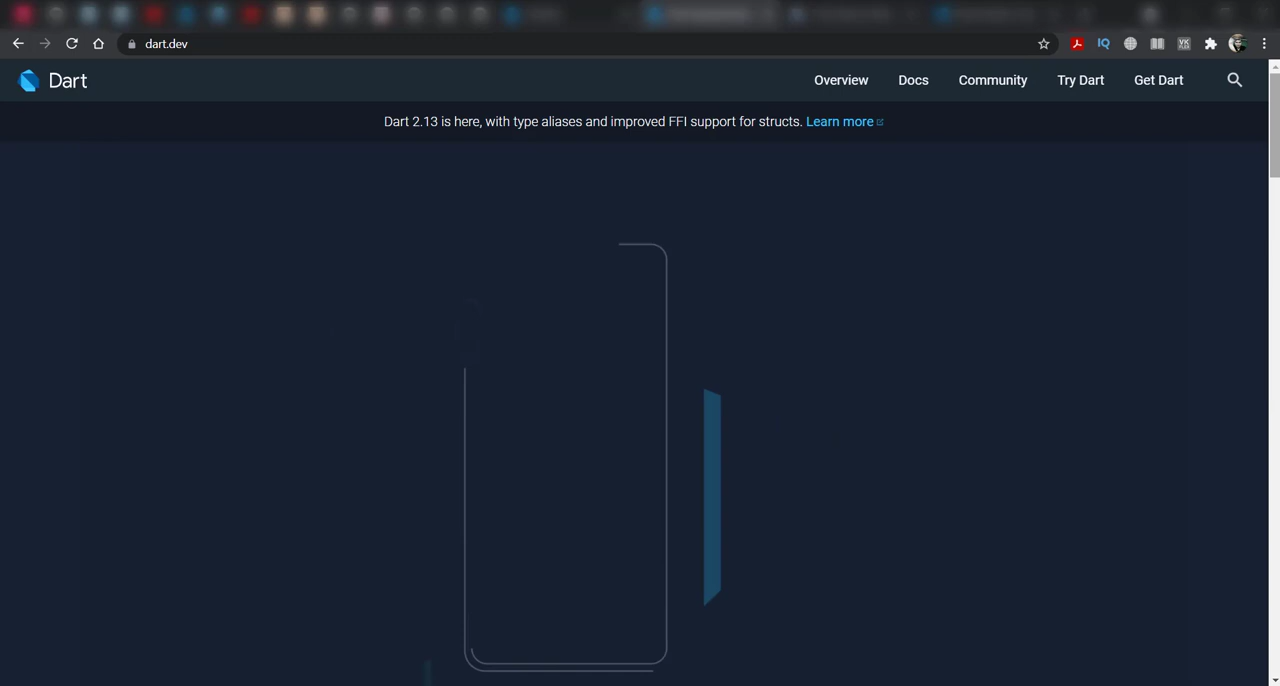 dart.dev
IQ
Dart
Overview
Docs
Community
Try Dart
Get Dart
Dart 2.13 is here, with type aliases and improved FFI support for structs. Learn more